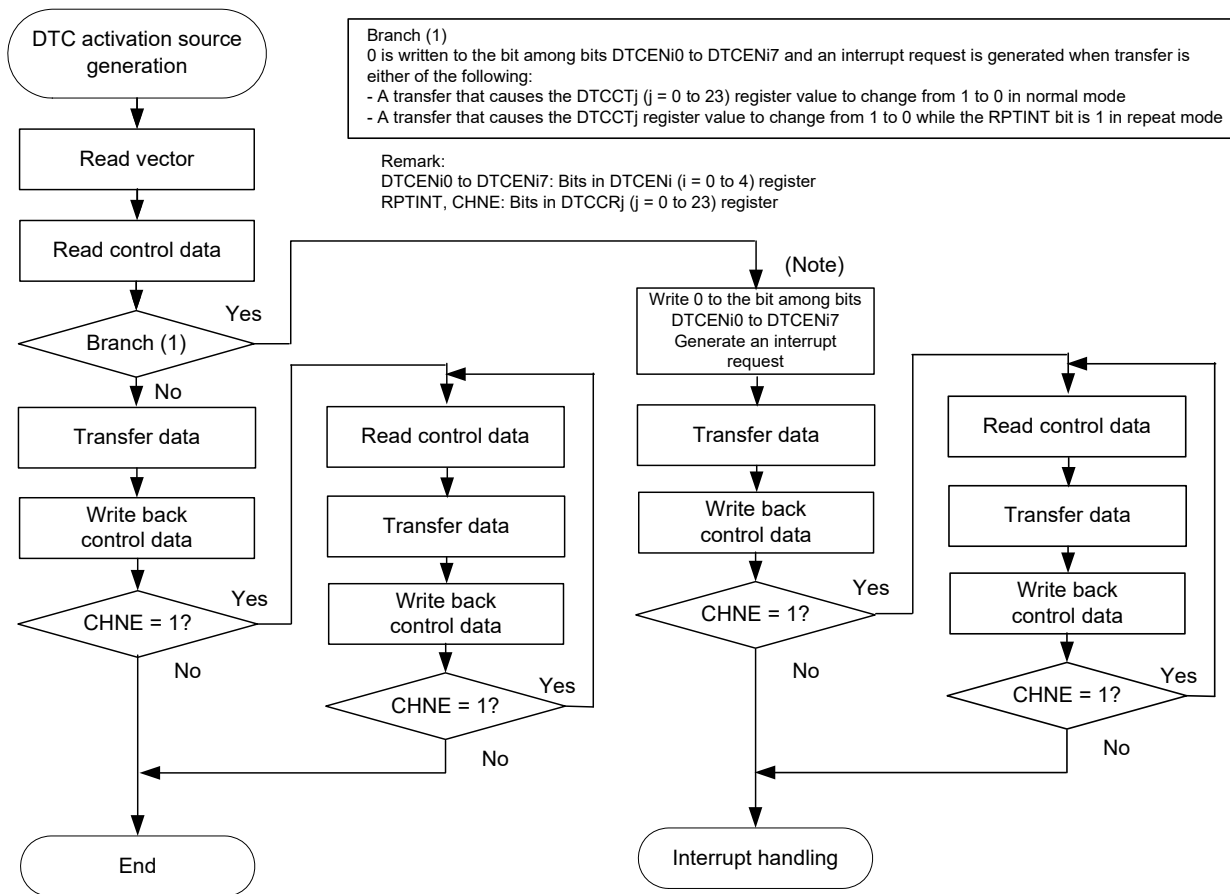 DTC activation source
generation
Branch (1)
0 is written to the bit among bits DTCENi0 to DTCENi7 and an interrupt request is generated when transfer is
either of the following:
- A transfer that causes the DTCCTj (j = 0 to 23) register value to change from 1 to 0 in normal mode
- A transfer that causes the DTCCTj register value to change from 1 to 0 while the RPTINT bit is 1 in repeat mode
Remark:
DTCENi0 to DTCENi7: Bits in DTCENi (i = 0 to 4) register
RPTINT, CHNE: Bits in DTCCRj (j = 0 to 23) register
Read vector
Read control data
Branch (1)
Yes
No
Transfer data
Write back
control data
CHNE = 1?
Yes
No
Read control data
Transfer data
Write back
control data
CHNE = 1?
Yes
No
End
(Note)
Write 0 to the bit among bits
DTCENi0 to DTCENi7
Generate an interrupt
request
Transfer data
Write back
control data
CHNE = 1?
Yes
No
Read control data
Transfer data
Write back
control data
CHNE = 1?
Yes
No
Interrupt handling